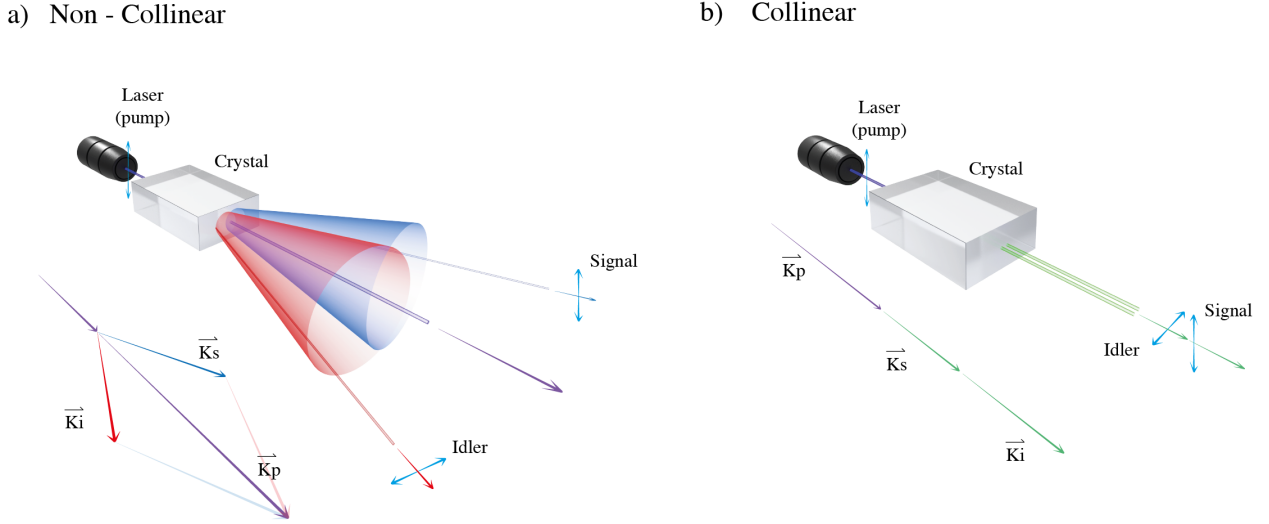 a) Non - Collinear
Laser
(pump)
Crystal
Signal
Ks
Ki
Kp
Idler
b) Collinear
Laser
(pump)
Crystal
Kp
Signal
Idler
Ks
Ki